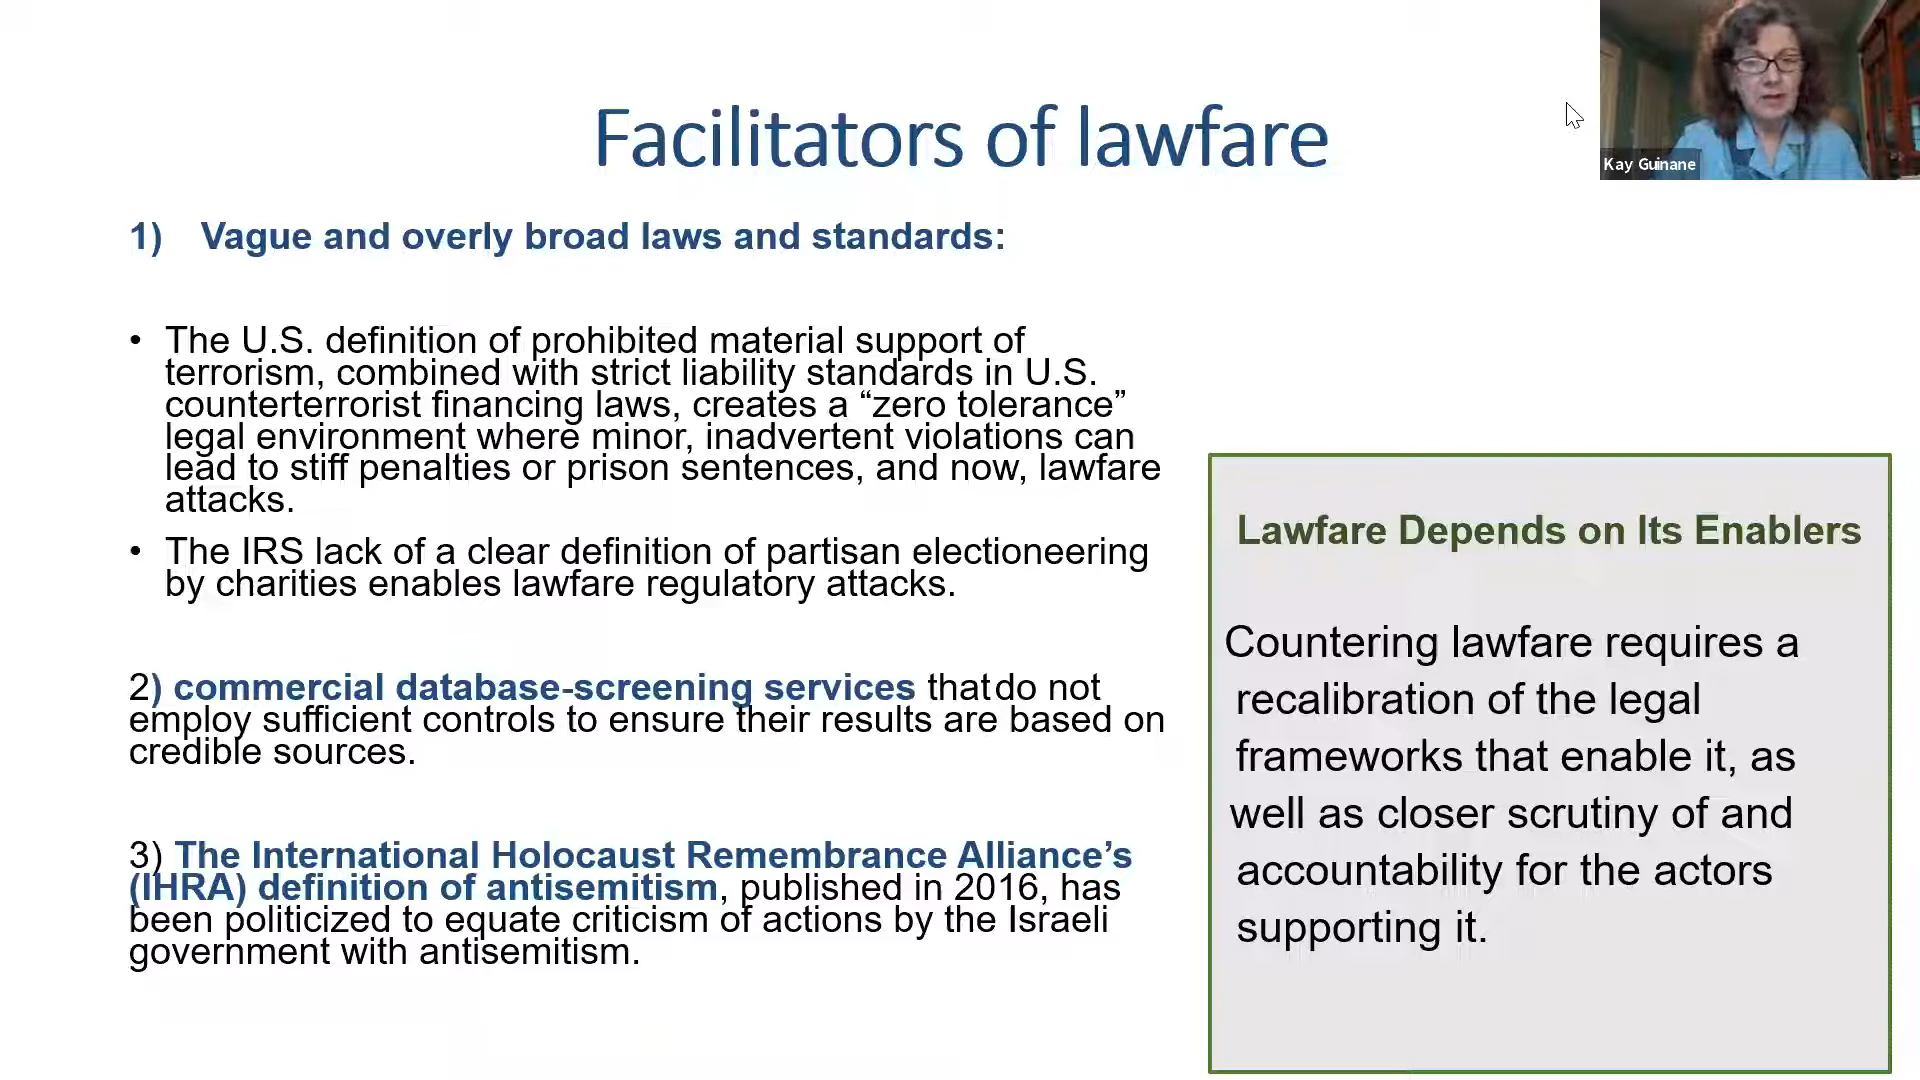 Facilitators of lawfare
Kay Guinane
1) Vague and overly broad laws and standards:
• The U.S. definition of prohibited material support of
terrorism, combined with strict liability standards in U.S.
counterterrorist financing laws, creates a “zero tolerance”
legal environment where minor, inadvertent violations can
lead to stiff penalties or prison sentences, and now, lawfare
attacks.
• The IRS lack of a clear definition of partisan electioneering
by charities enables lawfare regulatory attacks.
2) commercial database-screening services that do not
employ sufficient controls to ensure their results are based on
credible sources.
3) The International Holocaust Remembrance Alliance’s
(IHRA) definition of antisemitism, published in 2016, has
been politicized to equate criticism of actions by the Israeli
government with antisemitism.
Lawfare Depends on Its Enablers
Countering lawfare requires a
recalibration of the legal
frameworks that enable it, as
well as closer scrutiny of and
accountability for the actors
supporting it.